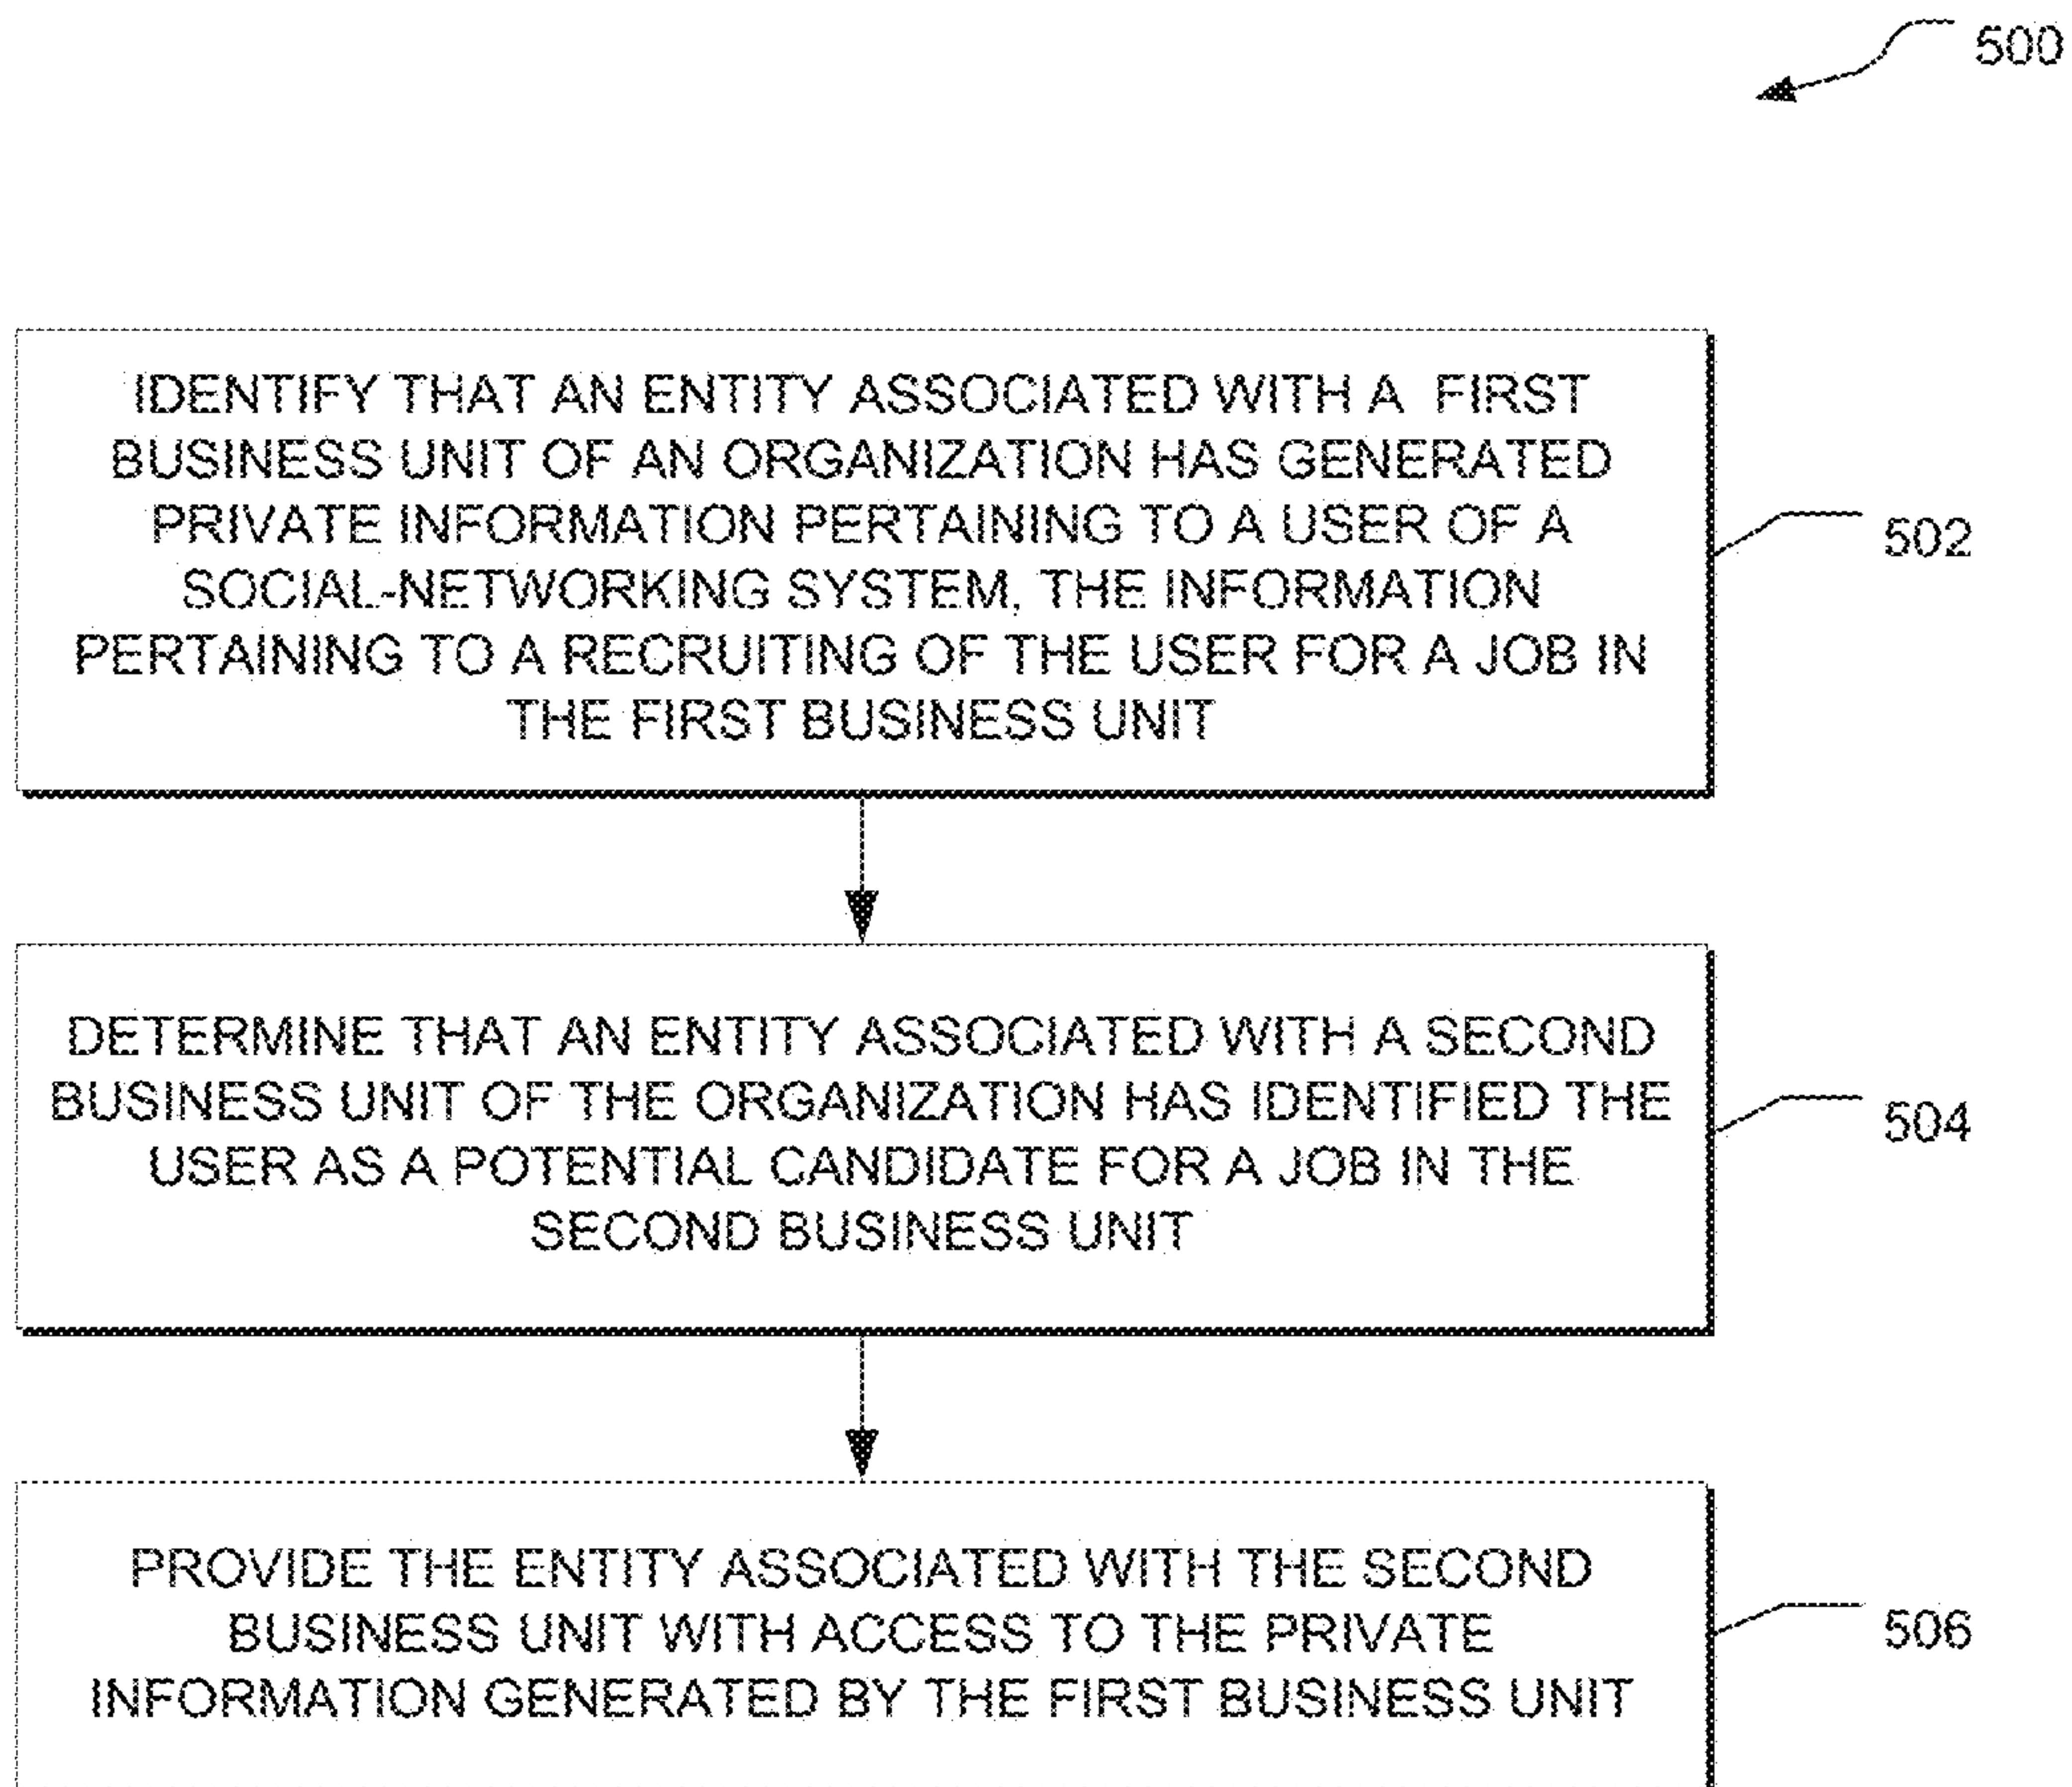 500
IDENTIFY THAT AN ENTITY ASSOCIATED WITH A FIRST
BUSINESS UNIT OF AN ORGANIZATION HAS GENERATED
PRIVATE INFORMATION PERTAINING TO A USER OF A
SOCIAL-NETWORKING SYSTEM, THE INFORMATION
PERTAINING TO A RECRUITING OF THE USER FOR A JOB IN
THE FIRST BUSINESS UNIT
502
DETERMINE THAT AN ENTITY ASSOCIATED WITH A SECOND
BUSINESS UNIT OF THE ORGANIZATION HAS IDENTIFIED THE
USER AS A POTENTIAL CANDIDATE FOR A JOB IN THE
SECOND BUSINESS UNIT
504
PROVIDE THE ENTITY ASSOCIATED WITH THE SECOND
BUSINESS UNIT WITH ACCESS TO THE PRIVATE
INFORMATION GENERATED BY THE FIRST BUSINESS UNIT
506